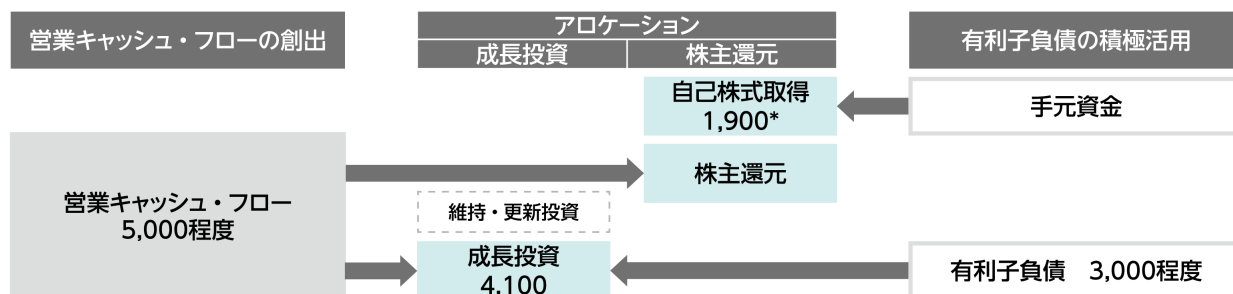 営業キャッシュ・フローの創出
アロケーション
成長投資
株主還元
有利子負債の積極活用
自己株式取得
1,900*
手元資金
株主還元
営業キャッシュ・フロー
5,000程度
維持・更新投資
成長投資
4,100
有利子負債　3,000程度